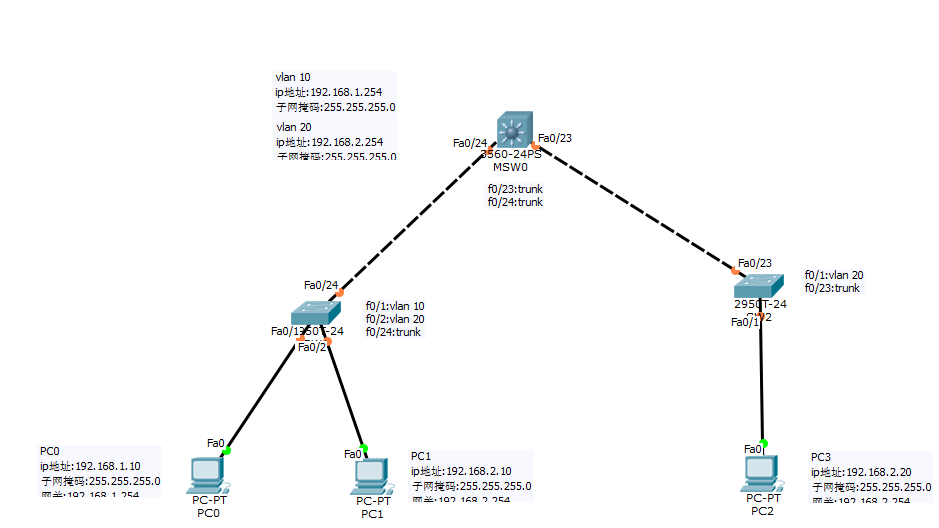 vlan 10
ip地址:192.168.1.254
子网掩码:255.255.255.0
vlan 20
ip地址:192.168.2.254
子网掩码:255.255.255.0
Fa0/24
Fa0/23
3560-24PS
MSW0
f0/23:trunk
f0/24:trunk
Fa0/24
f0/1:vlan 10
f0/2:vlan 20
f0/24:trunk
Fa0/1
50T-24
Fa0/2
Fa0/23
f0/1:vlan 20
f0/23:trunk
2950T-24
Fa0/1
PC0
ip地址:192.168.1.10
子网掩码:255.255.255.0
网关:192.168.1.254
Fa0
PC-PT
PC0
Fa0
PC-PT
PC1
PC1
ip地址:192.168.2.10
子网掩码:255.255.255.0
网关:192.168.2.254
Fa0
PC-PT
PC2
PC3
ip地址:192.168.2.20
子网掩码:255.255.255.0
网关:192.168.2.254